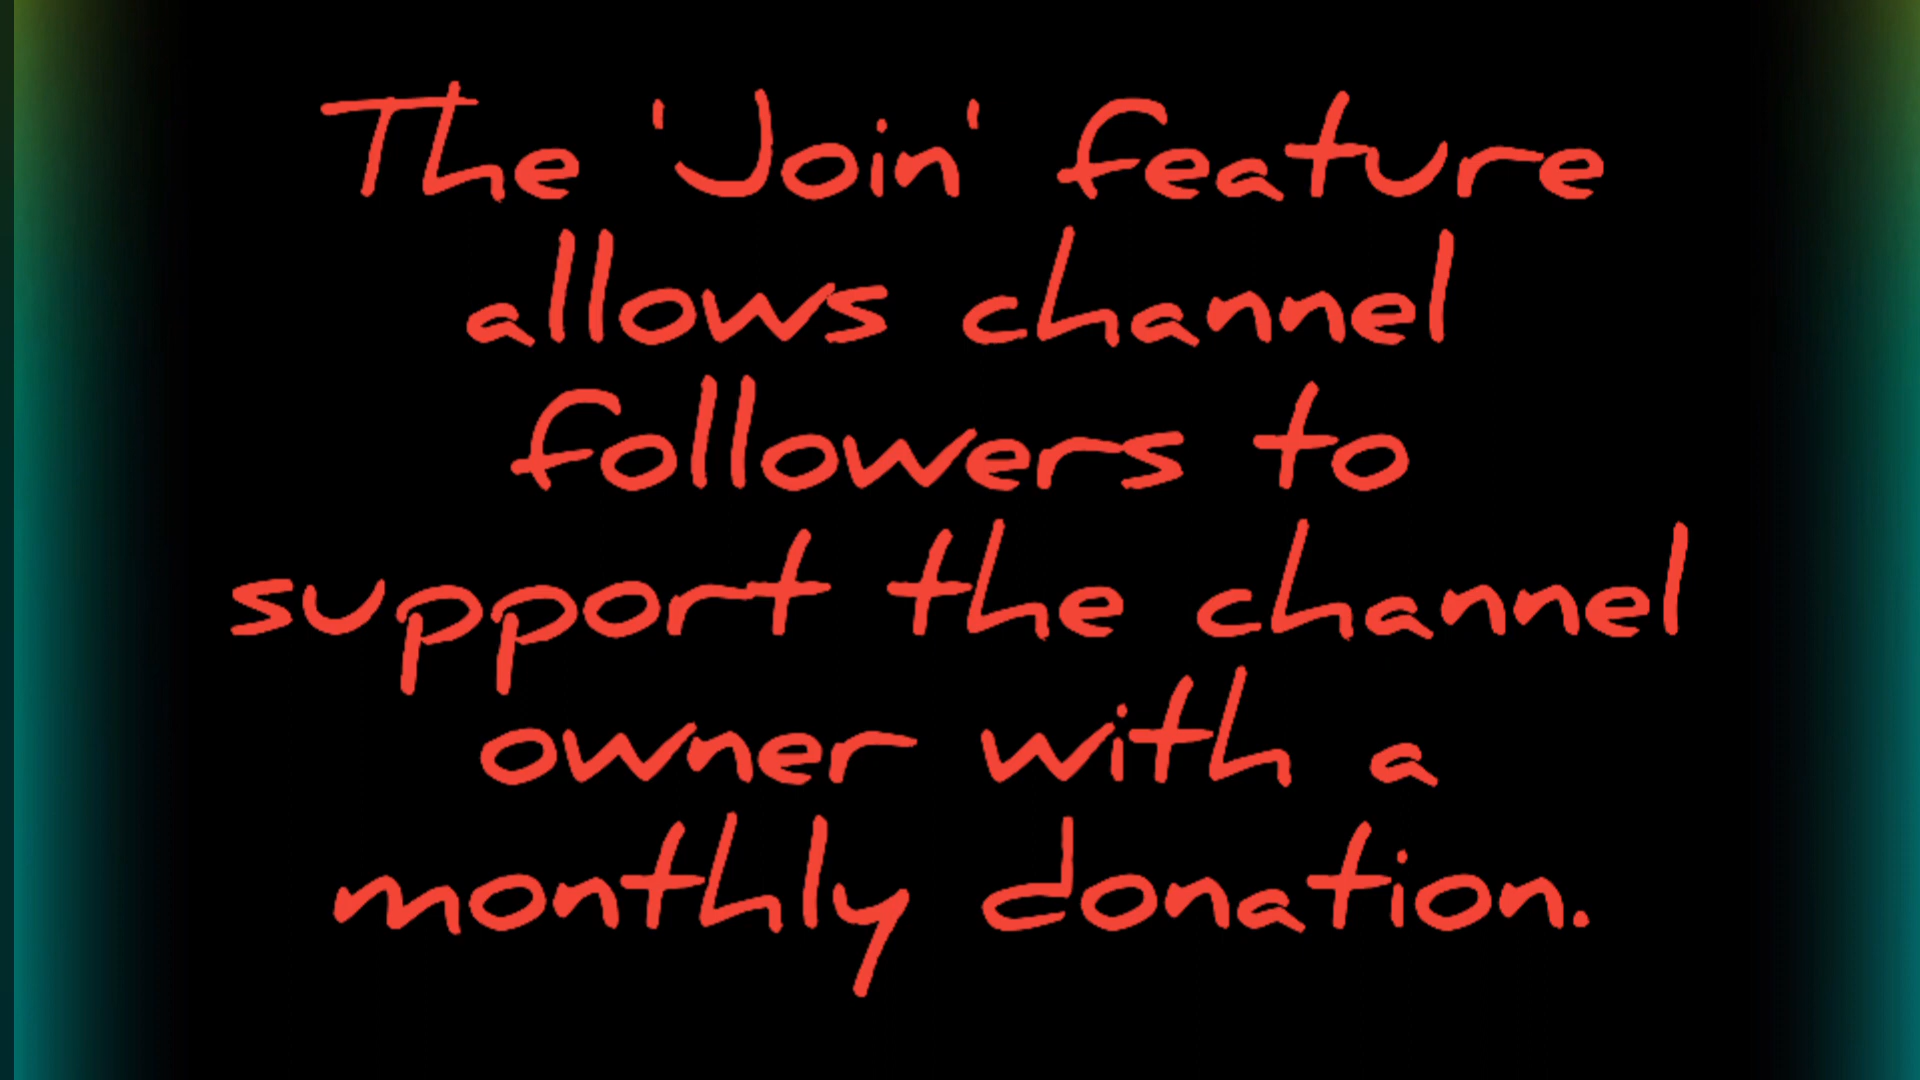 The 'Join' feature
allows channel
followers to
support the channel
owner with a
monthly donation.